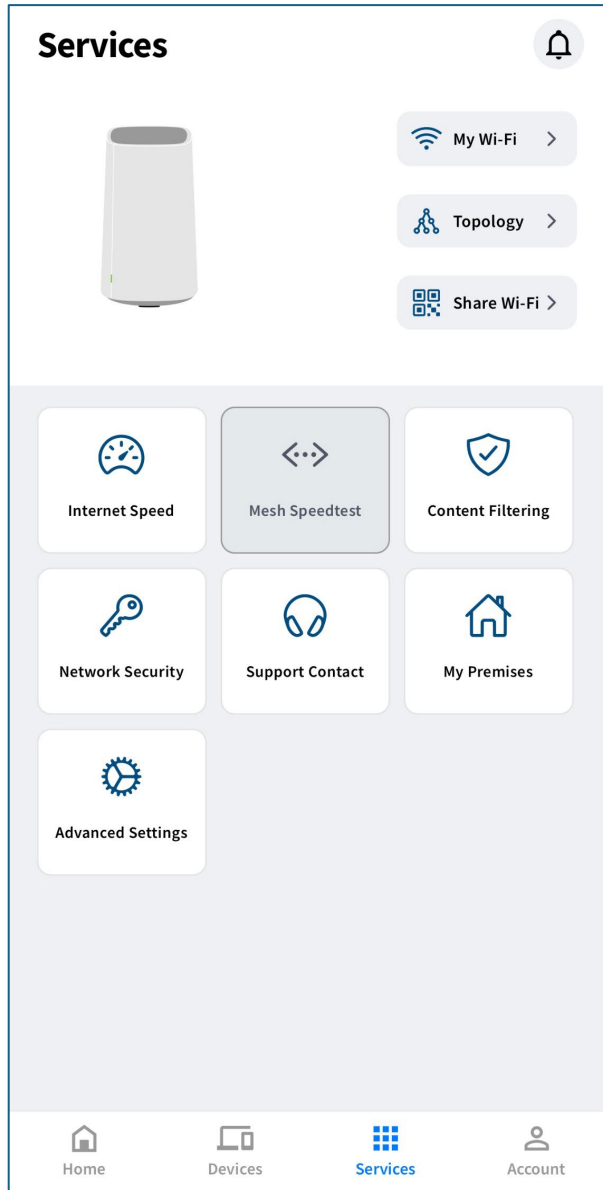 Services
My Wi-Fi
Topology
Share Wi-Fi
Internet Speed
Mesh Speedtest
Content Filtering
Network Security
Support Contact
My Premises
Advanced Settings
Home
Devices
Services
Account